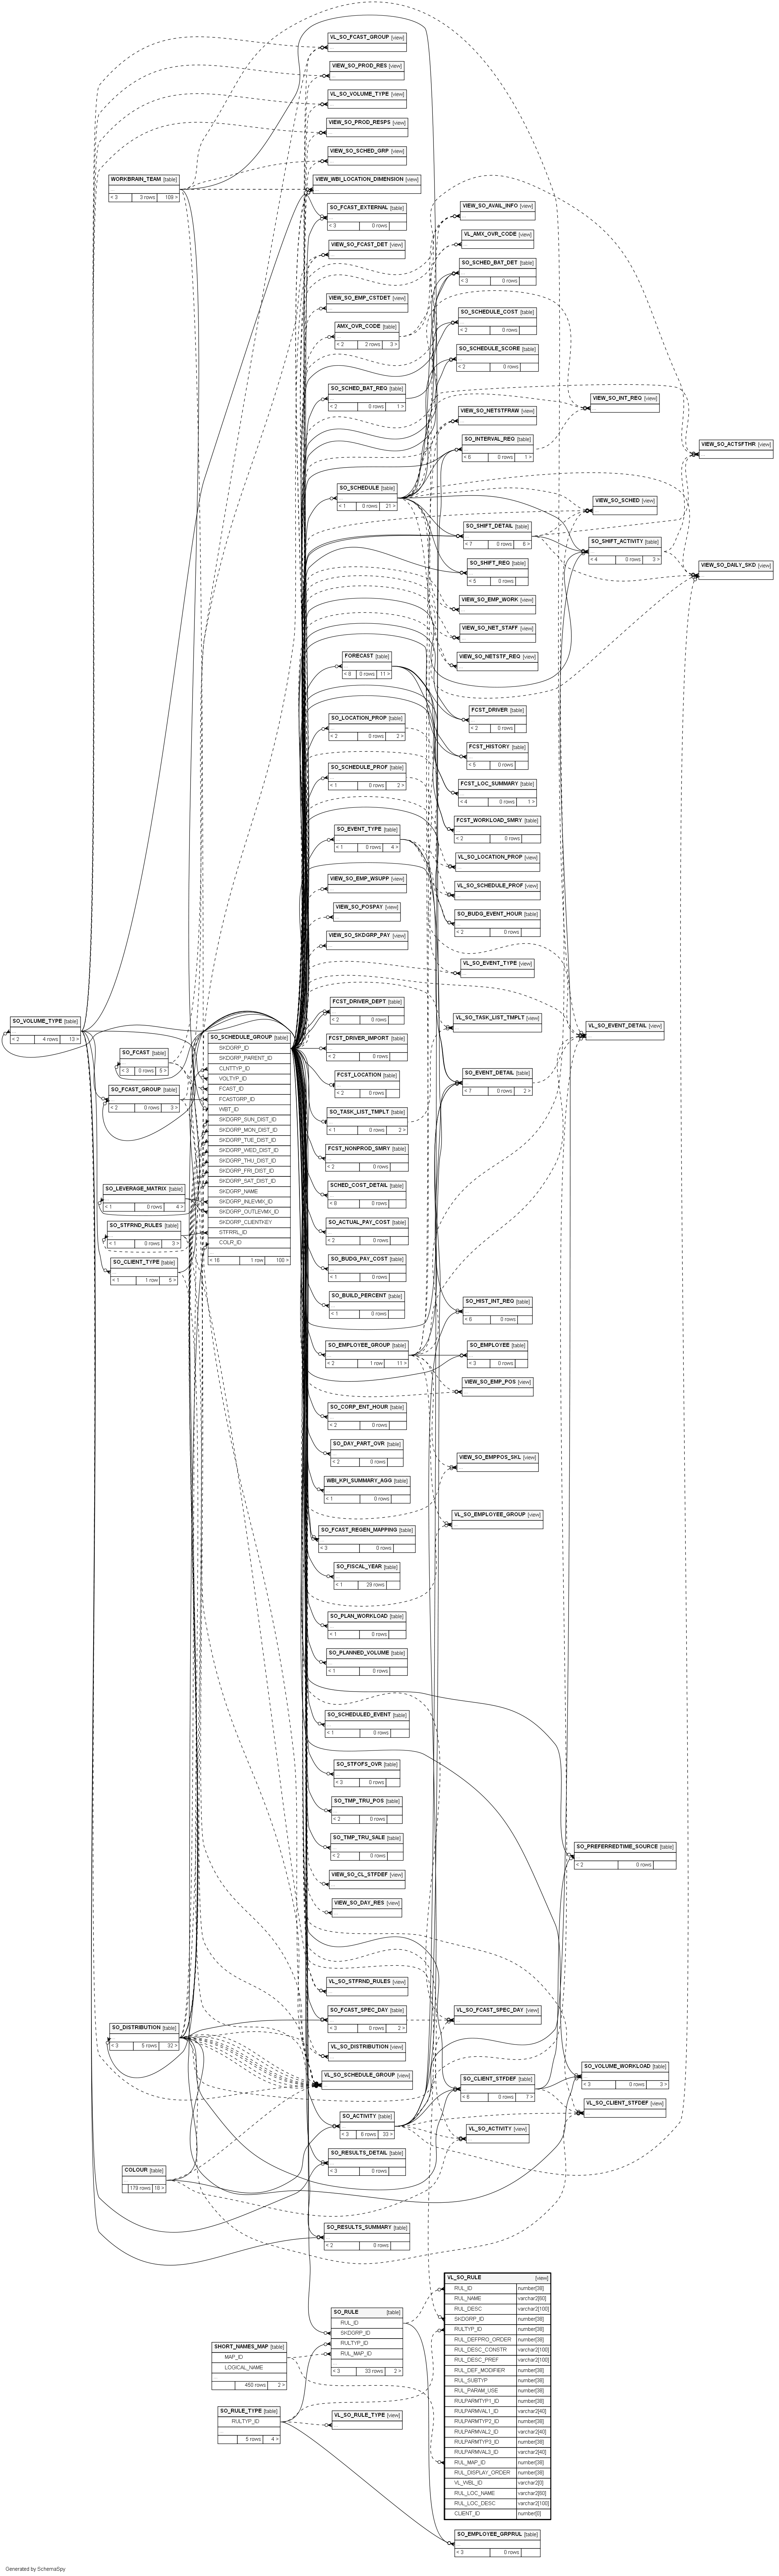 VL_SO_FCAST_GROUP [view]
...
VIEW_SO_PROD_RES [view]
...
VL_SO_VOLUME_TYPE [view]
...
VIEW_SO_PROD_RESPS [view]
...
VIEW_SO_SCHED_GRP [view]
...
WORKBRAIN_TEAM [table]
...
< 3 3 rows 109 >
VIEW_WBI_LOCATION_DIMENSION [view]
...
SO_FCAST_EXTERNAL [table]
...
< 3 0 rows
VIEW_SO_FCAST_DET [view]
...
VIEW_SO_EMP_CSTDET [view]
...
AMX_OVR_CODE [table]
...
< 2 2 rows 3 >
SO_SCHED_BAT_REQ [table]
...
< 2 0 rows 1 >
SO_SCHEDULE [table]
...
< 1 0 rows 21 >
VIEW_SO_AVAIL_INFO [view]
...
VL_AMX_OVR_CODE [view]
...
SO_SCHED_BAT_DET [table]
...
< 3 0 rows
SO_SCHEDULE_COST [table]
...
< 2 0 rows
SO_SCHEDULE_SCORE [table]
...
< 2 0 rows
VIEW_SO_NETSTFRAW [view]
...
SO_INTERVAL_REQ [table]
...
< 6 0 rows 1 >
SO_SHIFT_DETAIL [table]
...
< 7 0 rows 6 >
SO_SHIFT_REQ [table]
...
< 5 0 rows
VIEW_SO_EMP_WORK [view]
...
VIEW_SO_NET_STAFF [view]
...
VIEW_SO_NETSTF_REQ [view]
...
VIEW_SO_INT_REQ [view]
...
VIEW_SO_SCHED [view]
...
SO_SHIFT_ACTIVITY [table]
...
< 4 0 rows 3 >
VIEW_SO_ACTSFTHR [view]
...
VIEW_SO_DAILY_SKD [view]
...
FORECAST [table]
...
< 8 0 rows 11 >
SO_LOCATION_PROP [table]
...
< 2 0 rows 2 >
SO_SCHEDULE_PROF [table]
...
< 1 0 rows 2 >
SO_EVENT_TYPE [table]
...
< 1 0 rows 4 >
VIEW_SO_EMP_WSUPP [view]
...
VIEW_SO_POSPAY [view]
...
VIEW_SO_SKDGRP_PAY [view]
...
FCST_DRIVER [table]
...
< 2 0 rows
FCST_HISTORY [table]
...
< 5 0 rows
FCST_LOC_SUMMARY [table]
...
< 4 0 rows 1 >
FCST_WORKLOAD_SMRY [table]
...
< 2 0 rows
VL_SO_LOCATION_PROP [view]
...
VL_SO_SCHEDULE_PROF [view]
...
SO_BUDG_EVENT_HOUR [table]
...
< 2 0 rows
VL_SO_EVENT_TYPE [view]
...
VL_SO_TASK_LIST_TMPLT [view]
...
VL_SO_EVENT_DETAIL [view]
...
SO_EVENT_DETAIL [table]
...
< 7 0 rows 2 >
SO_VOLUME_TYPE [table]
...
< 2 4 rows 13 >
SO_FCAST [table]
...
< 3 0 rows 5 >
SO_FCAST_GROUP [table]
...
< 2 0 rows 3 >
SO_LEVERAGE_MATRIX [table]
...
< 1 0 rows 4 >
SO_STFRND_RULES [table]
...
< 1 0 rows 3 >
SO_CLIENT_TYPE [table]
...
< 1 1 row 5 >
SO_SCHEDULE_GROUP [table]
SKDGRP_ID
SKDGRP_PARENT_ID
CLNTTYP_ID
VOLTYP_ID
FCAST_ID
FCASTGRP_ID
WBT_ID
SKDGRP_SUN_DIST_ID
SKDGRP_MON_DIST_ID
SKDGRP_TUE_DIST_ID
SKDGRP_WED_DIST_ID
SKDGRP_THU_DIST_ID
SKDGRP_FRI_DIST_ID
SKDGRP_SAT_DIST_ID
SKDGRP_NAME
SKDGRP_INLEVMX_ID
SKDGRP_OUTLEVMX_ID
SKDGRP_CLIENTKEY
STFRRL_ID
COLR_ID
...
< 16 1 row 100 >
FCST_DRIVER_DEPT [table]
...
< 2 0 rows
FCST_DRIVER_IMPORT [table]
...
< 2 0 rows
FCST_LOCATION [table]
...
< 2 0 rows
SO_TASK_LIST_TMPLT [table]
...
< 1 0 rows 2 >
FCST_NONPROD_SMRY [table]
...
< 2 0 rows
SCHED_COST_DETAIL [table]
...
< 8 0 rows
SO_ACTUAL_PAY_COST [table]
...
< 2 0 rows
SO_BUDG_PAY_COST [table]
...
< 1 0 rows
SO_BUILD_PERCENT [table]
...
< 1 0 rows
SO_EMPLOYEE_GROUP [table]
...
< 2 1 row 11 >
SO_CORP_ENT_HOUR [table]
...
< 2 0 rows
SO_DAY_PART_OVR [table]
...
< 2 0 rows
WBI_KPI_SUMMARY_AGG [table]
...
< 1 0 rows
SO_FCAST_REGEN_MAPPING [table]
...
< 3 0 rows
SO_FISCAL_YEAR [table]
...
< 1 29 rows
SO_PLAN_WORKLOAD [table]
...
< 1 0 rows
SO_PLANNED_VOLUME [table]
...
< 1 0 rows
SO_SCHEDULED_EVENT [table]
...
< 1 0 rows
SO_STFOFS_OVR [table]
...
< 3 0 rows
SO_TMP_TRU_POS [table]
...
< 2 0 rows
SO_TMP_TRU_SALE [table]
...
< 2 0 rows
VIEW_SO_CL_STFDEF [view]
...
VIEW_SO_DAY_RES [view]
...
VL_SO_STFRND_RULES [view]
...
SO_HIST_INT_REQ [table]
...
< 6 0 rows
SO_EMPLOYEE [table]
...
< 3 0 rows
VIEW_SO_EMP_POS [view]
...
VIEW_SO_EMPPOS_SKL [view]
...
VL_SO_EMPLOYEE_GROUP [view]
...
SO_PREFERREDTIME_SOURCE [table]
...
< 2 0 rows
SO_FCAST_SPEC_DAY [table]
...
< 3 0 rows 2 >
VL_SO_FCAST_SPEC_DAY [view]
...
SO_DISTRIBUTION [table]
...
< 3 5 rows 32 >
VL_SO_DISTRIBUTION [view]
...
VL_SO_SCHEDULE_GROUP [view]
...
SO_CLIENT_STFDEF [table]
...
< 6 0 rows 7 >
SO_VOLUME_WORKLOAD [table]
...
< 3 0 rows 3 >
VL_SO_CLIENT_STFDEF [view]
...
SO_ACTIVITY [table]
...
< 3 6 rows 33 >
VL_SO_ACTIVITY [view]
...
SO_RESULTS_DETAIL [table]
...
< 3 0 rows
COLOUR [table]
...
179 rows 18 >
SO_RESULTS_SUMMARY [table]
...
< 2 0 rows
SO_RULE [table]
RUL_ID
SKDGRP_ID
RULTYP_ID
RUL_MAP_ID
...
< 3 33 rows 2 >
SHORT_NAMES_MAP [table]
MAP_ID
LOGICAL_NAME
...
450 rows 2 >
SO_RULE_TYPE [table]
RULTYP_ID
...
5 rows 4 >
VL_SO_RULE_TYPE [view]
...
VL_SO_RULE [view]
RUL_ID number[38]
RUL_NAME varchar2[80]
RUL_DESC varchar2[100]
SKDGRP_ID number[38]
RULTYP_ID number[38]
RUL_DEFPRO_ORDER number[38]
RUL_DESC_CONSTR varchar2[100]
RUL_DESC_PREF varchar2[100]
RUL_DEF_MODIFIER number[38]
RUL_SUBTYP number[38]
RUL_PARAM_USE number[38]
RULPARMTYP1_ID number[38]
RULPARMVAL1_ID varchar2[40]
RULPARMTYP2_ID number[38]
RULPARMVAL2_ID varchar2[40]
RULPARMTYP3_ID number[38]
RULPARMVAL3_ID varchar2[40]
RUL_MAP_ID number[38]
RUL_DISPLAY_ORDER number[38]
VL_WBL_ID varchar2[0]
RUL_LOC_NAME varchar2[80]
RUL_LOC_DESC varchar2[100]
CLIENT_ID number[0]
SO_EMPLOYEE_GRPRUL [table]
...
< 3 0 rows
Generated by SchemaSpy